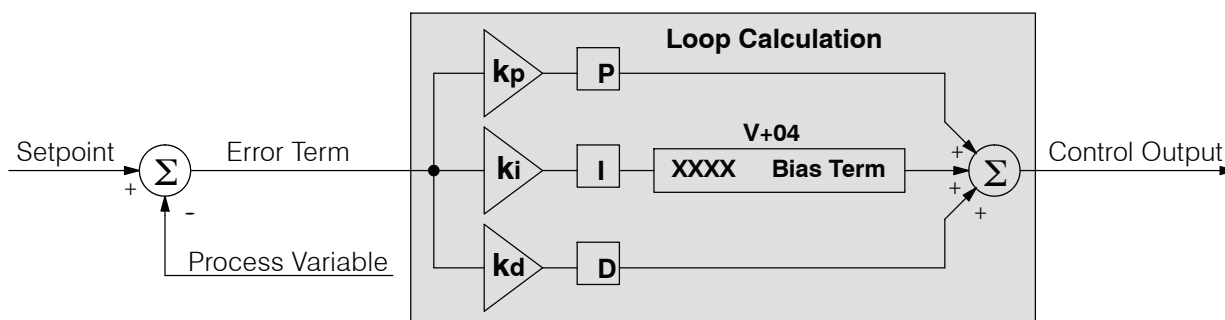 Loop Calculation
kp
P
V+04
Setpoint
+
Σ
-
Error Term
ki
I
XXXX Bias Term
+
+
+
Σ
Control Output
Process Variable
kd
D